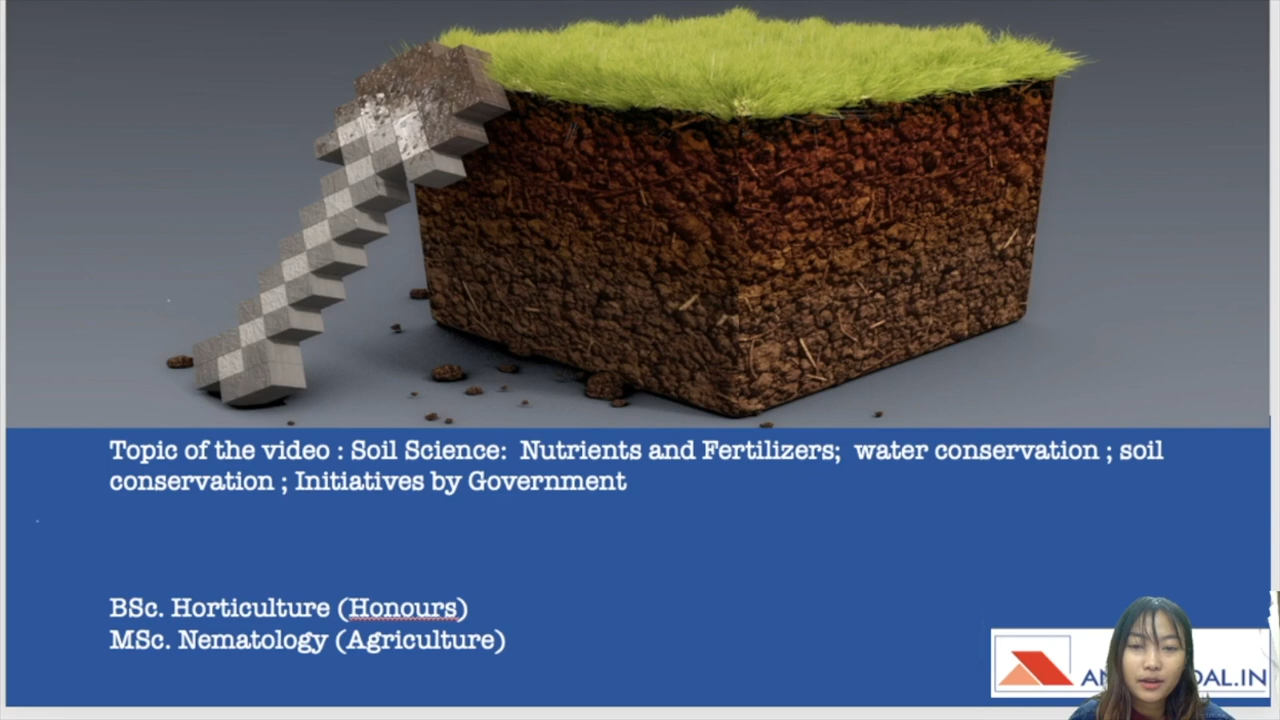 Topic of the video : Soil Science:  Nutrients and Fertilizers;  water conservation ; soil
conservation ; Initiatives by Government
BSc. Horticulture (Honours)
MSc. Nematology (Agriculture)